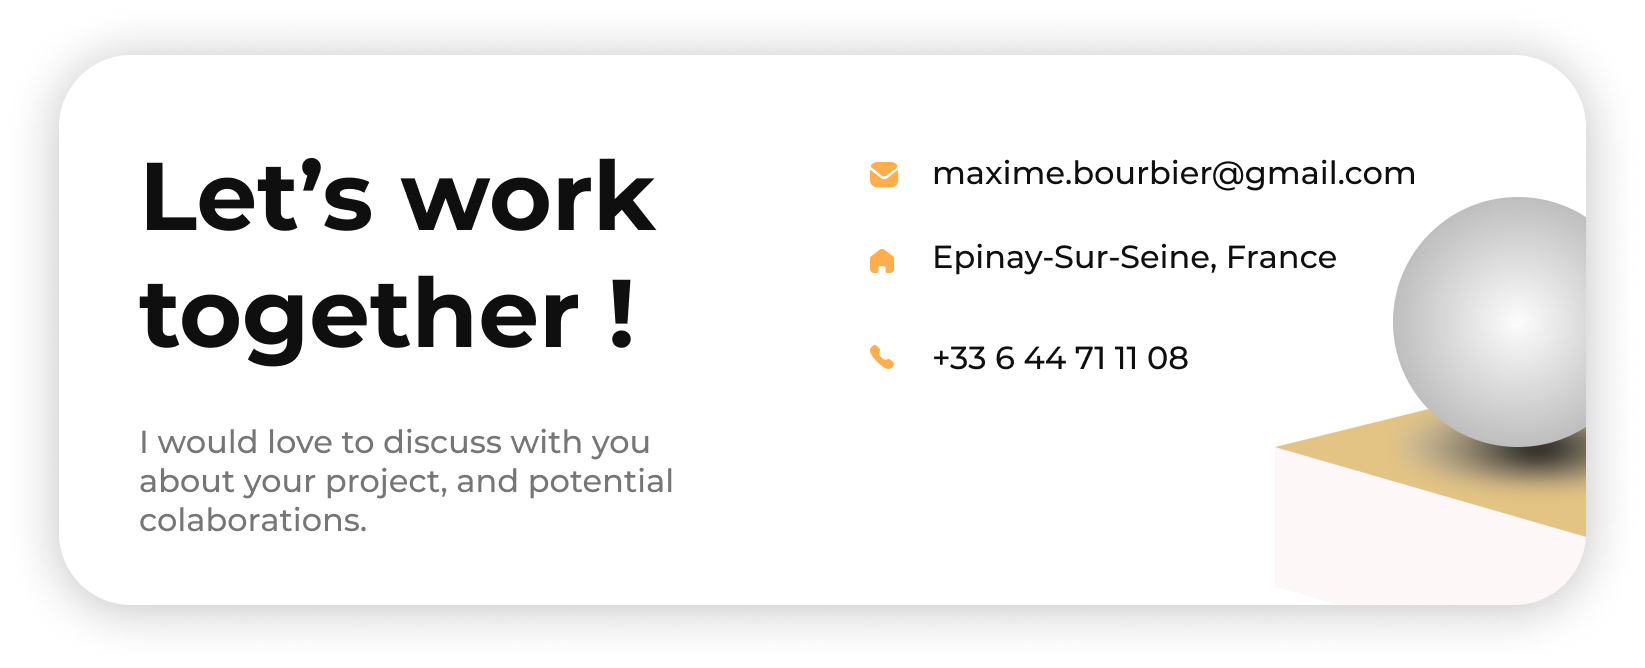 Let’s work
together !
I would love to discuss with you
about your project, and potential
colaborations.
maxime.bourbier@gmail.com
Epinay-Sur-Seine, France
+33 6 44 71 11 08